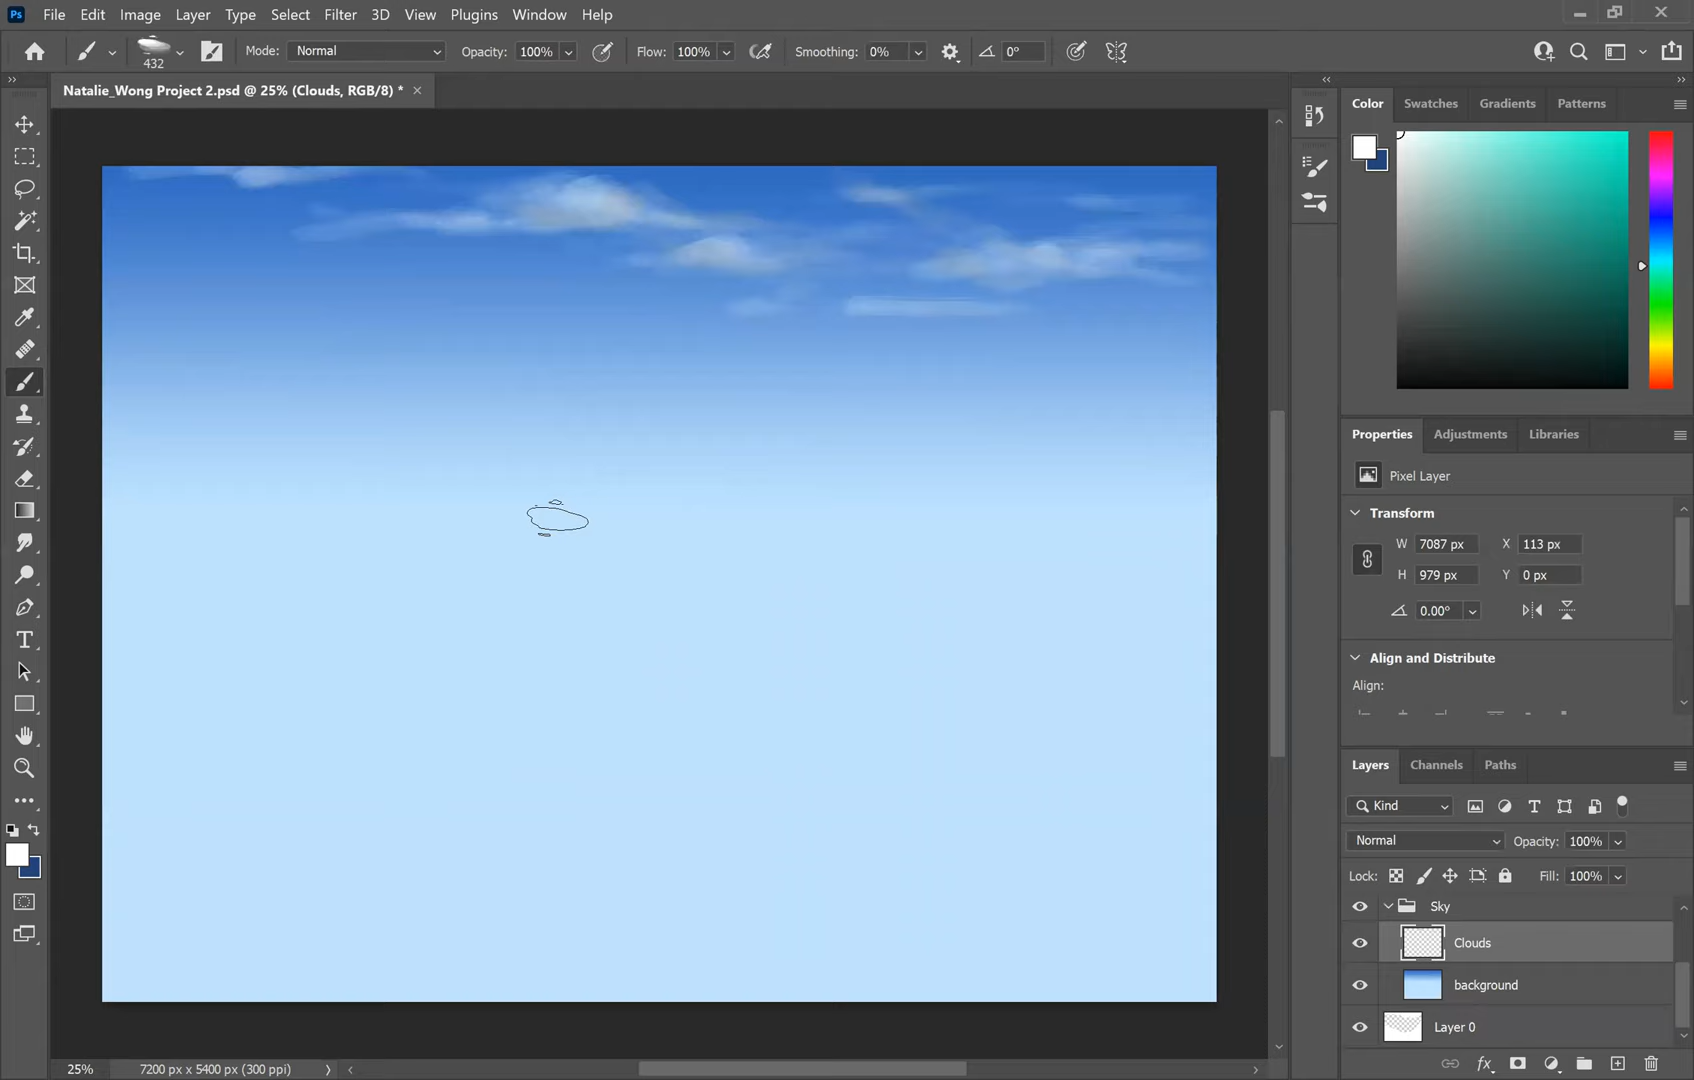 Ps File Edit Image Layer Type Select Filter 3D View Plugins Window Help
432 Mode: Normal Opacity: 100% Flow: 100% Smoothing: 0% 0°
Natalie_Wong Project 2.psd @ 25% (Clouds, RGB/8) *
Color Swatches Gradients Patterns
Properties Adjustments Libraries
Pixel Layer
Transform
W 7087 px X 113 px
H 979 px Y 0 px
0.00°
Align and Distribute
Align:
Layers Channels Paths
Kind
Normal Opacity: 100%
Lock: Fill: 100%
Sky
Clouds
background
Layer 0
25% 7200 px x 5400 px (300 ppi)